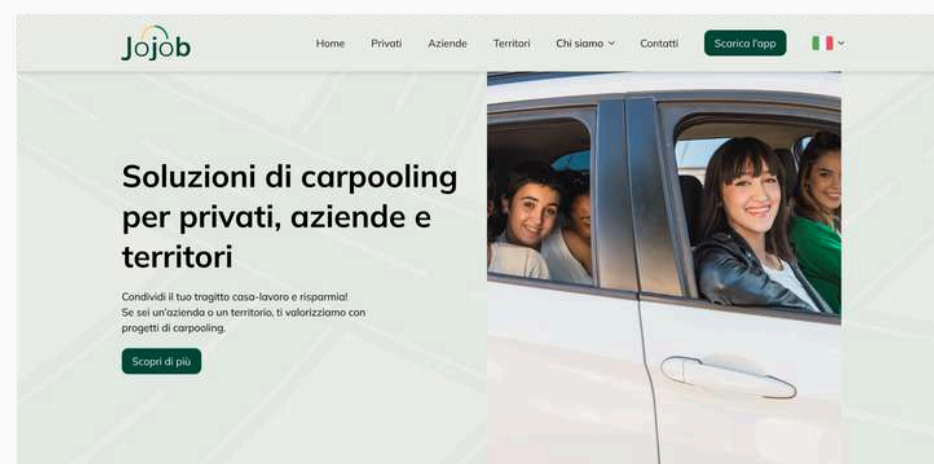 Jojob
Home Privati Aziende Territori Chi siamo Contatti Scarica l'app
Soluzioni di carpooling
per privati, aziende e
territori
Condividi il tuo tragitto casa-lavoro e risparmia!
Se sei un'azienda o un territorio, ti valorizziamo con
progetti di carpooling.
Scopri di più